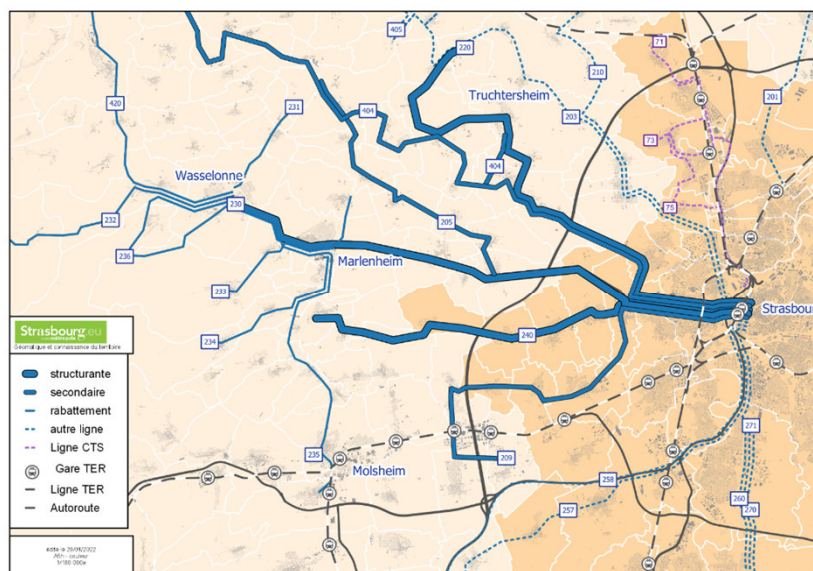 405
220
71
210
Truchtersheim
420
231
404
203
201
73
404
Wasselonne
75
232
230
205
236
Marlenheim
233
Strasbourg
Strasbourg.eu
Géomatique et connaissance du territoire
234
240
structurante
secondaire
rabattement
autre ligne
271
Ligne CTS
235
209
Gare TER
Molsheim
258
Ligne TER
260
270
257
Autoroute